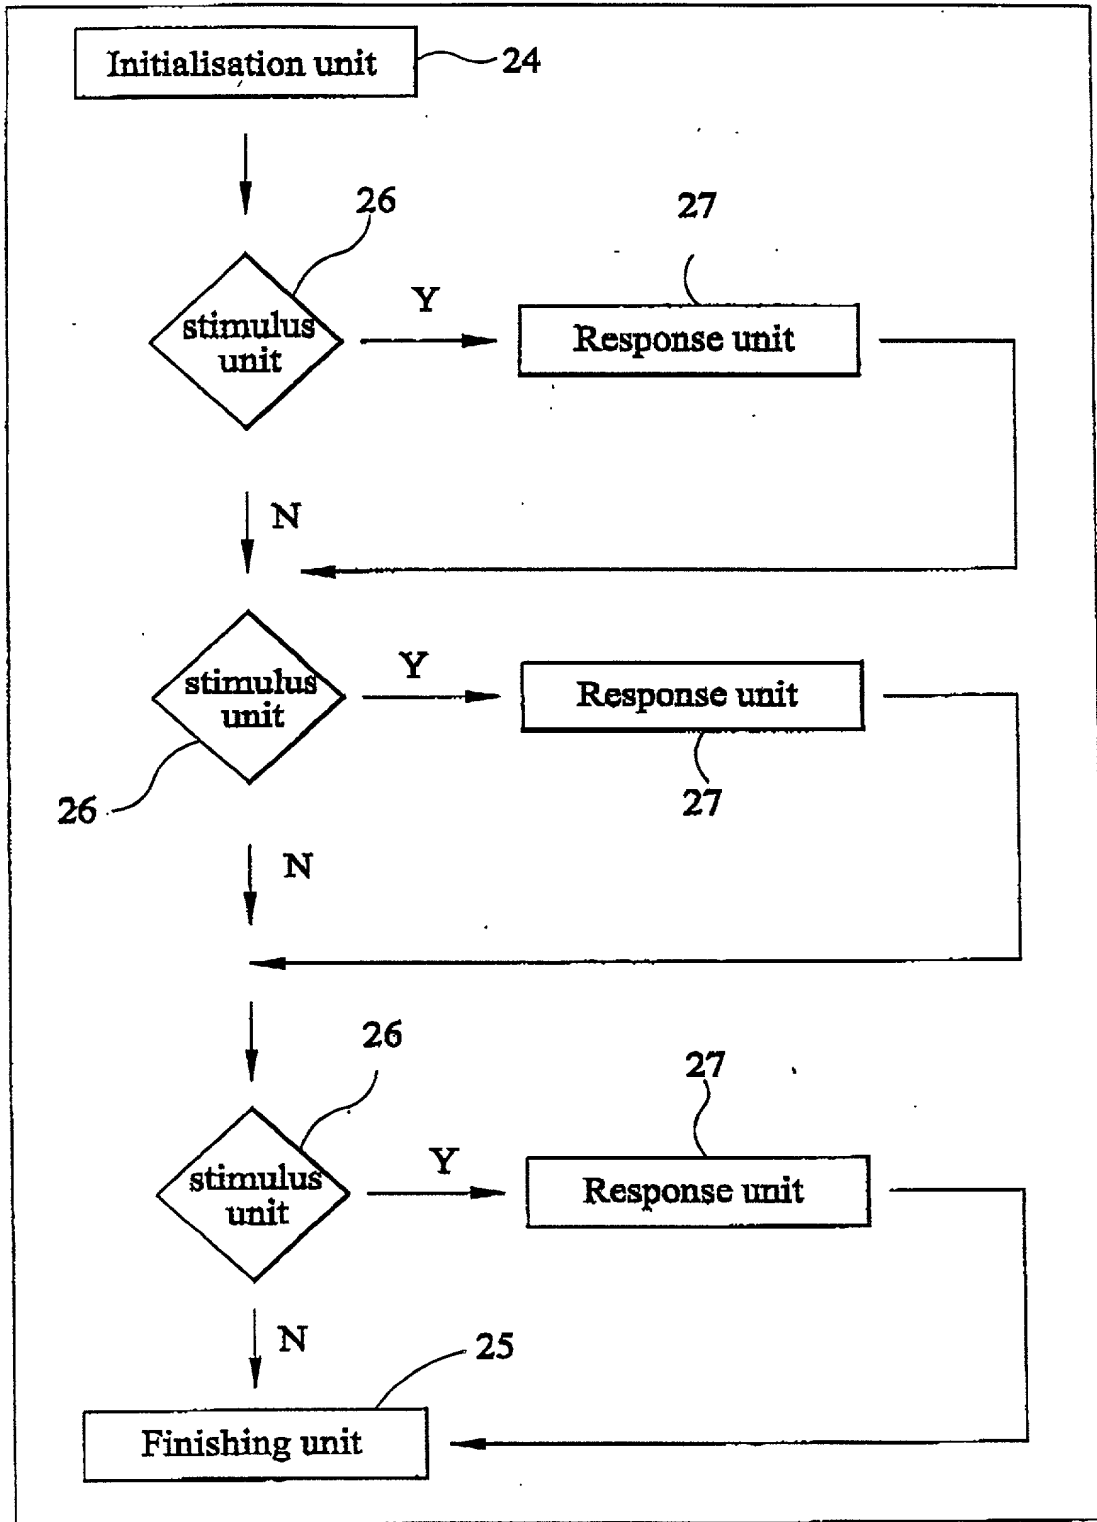 Initialisation unit
24
26
27
stimulus
unit
Y
Response unit
N
stimulus
unit
Y
Response unit
26
27
N
26
27
stimulus
unit
Y
Response unit
N
25
Finishing unit